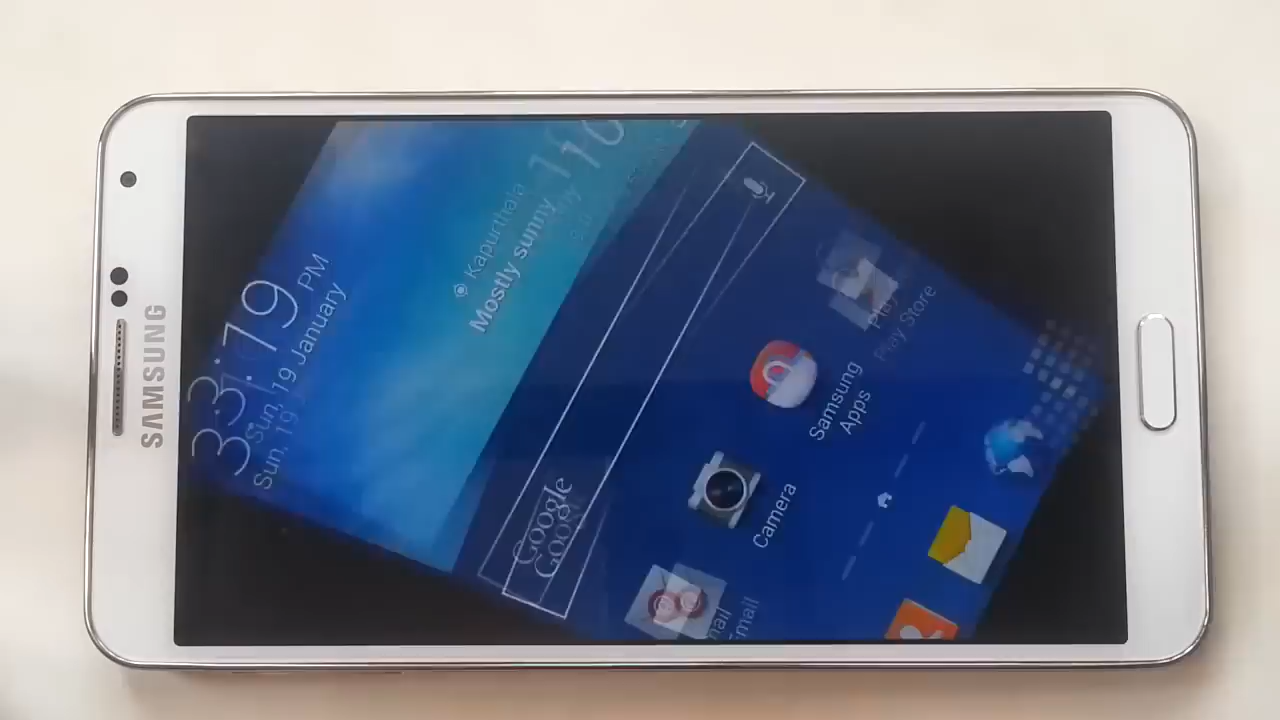 SAMSUNG
3:19 PM
Sun, 19 January
Kapurthala
Mostly sunny
Google
Email
Camera
Samsung
Apps
Play Store